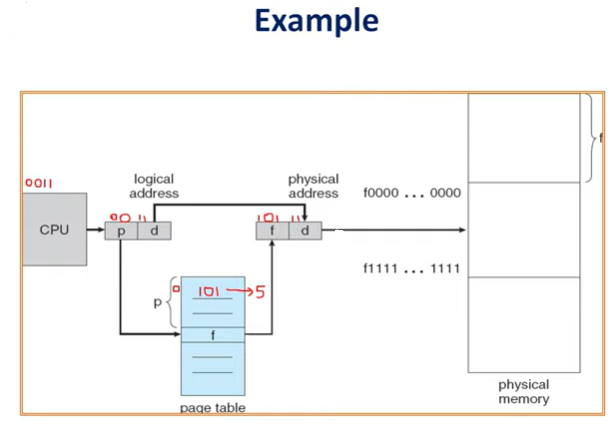 Example
0011
logical
address
physical
address
f0000 ... 0000
00 11
101 11
CPU
p d
f d
f
f1111 ... 1111
0 101 → 5
p
f
physical
memory
page table